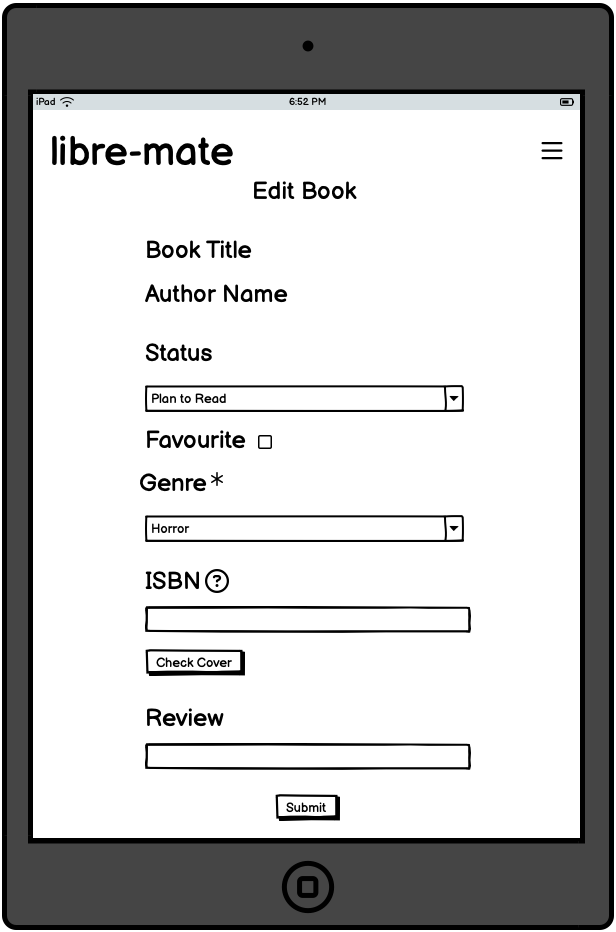 iPad 6:52 PM
libre-mate
Edit Book
Book Title
Author Name
Status
Plan to Read
Favourite
Genre*
Horror
ISBN ?
Check Cover
Review
Submit